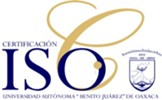 CERTIFICACIÓN
ISO
UNIVERSIDAD AUTÓNOMA "BENITO JUÁREZ" DE OAXACA